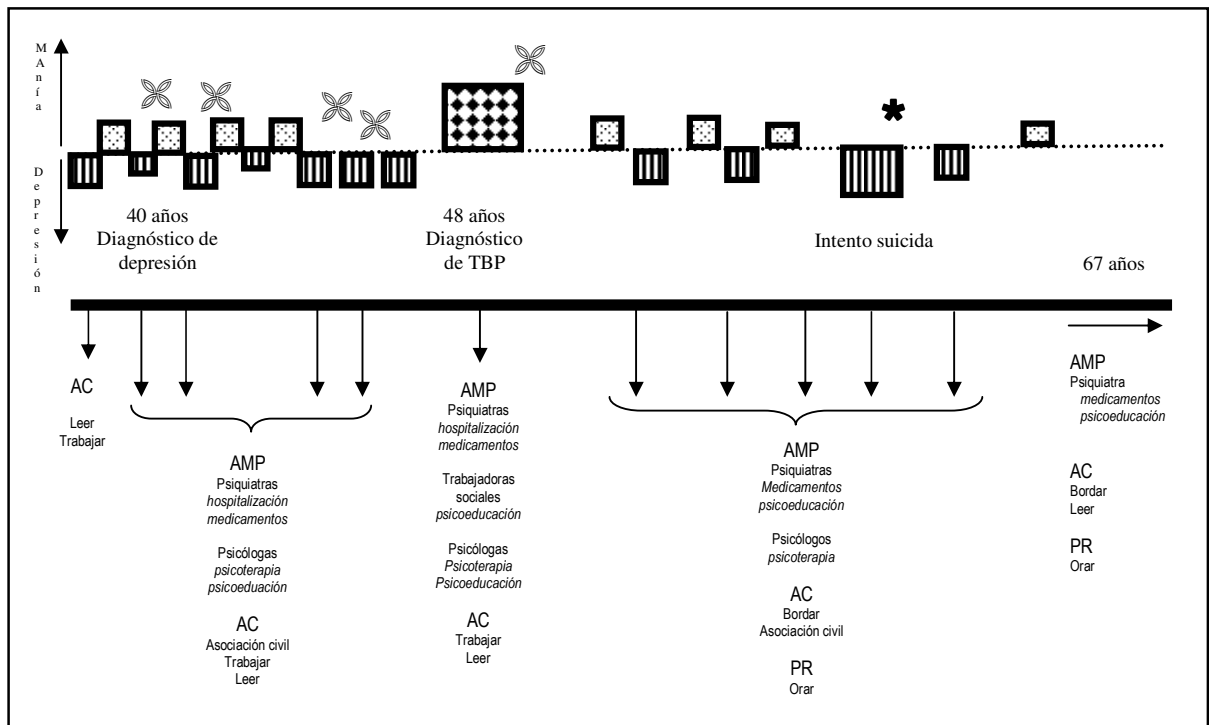 MAnía
Depresión
40 años
Diagnóstico de
depresión
48 años
Diagnóstico
de TBP
Intento suicida
67 años
AC
Leer
Trabajar
AMP
Psiquiatras
hospitalización
medicamentos
Psicólogas
psicoterapia
psicoeduación
AC
Asociación civil
Trabajar
Leer
AMP
Psiquiatras
hospitalización
medicamentos
Trabajadoras
sociales
psicoeducación
Psicólogas
Psicoterapia
Psicoeducación
AC
Trabajar
Leer
AMP
Psiquiatras
Medicamentos
psicoeducación
Psicólogos
psicoterapia
AC
Bordar
Asociación civil
PR
Orar
AMP
Psiquiatra
medicamentos
psicoeducación
AC
Bordar
Leer
PR
Orar